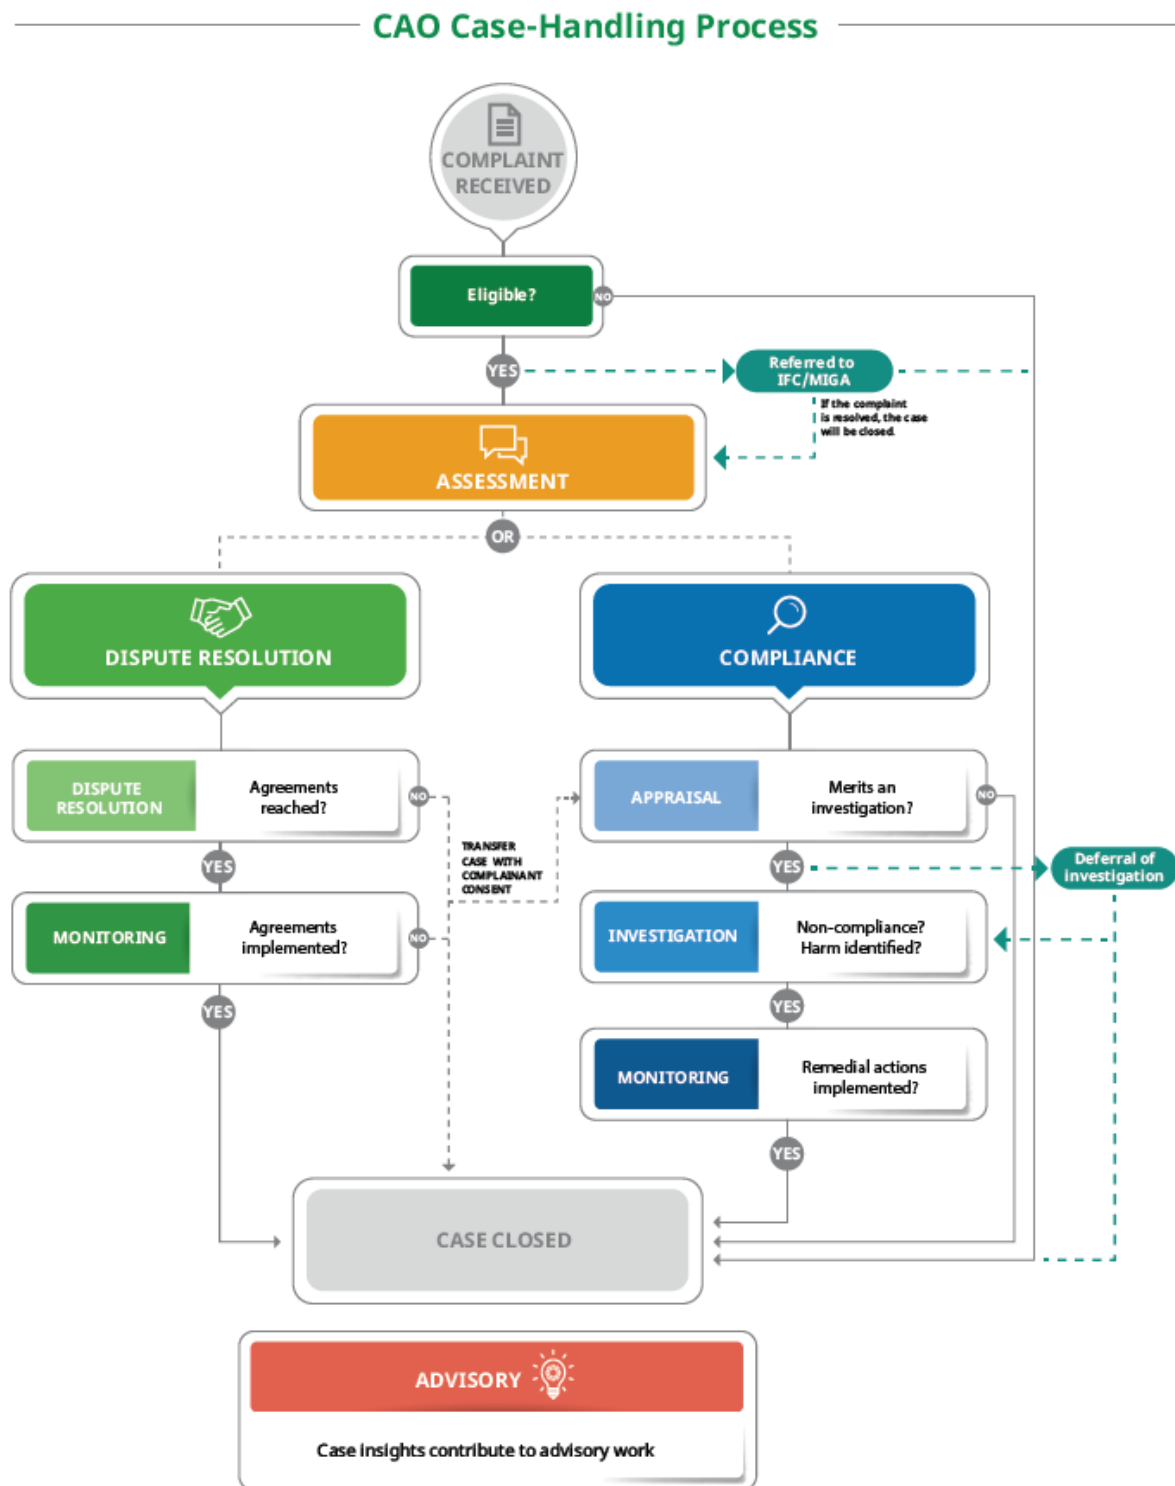 CAO Case-Handling Process
COMPLAINT
RECEIVED
Eligible?
NO
YES
Referred to
IFC/MIGA
If the complaint
is resolved, the case
will be closed.
ASSESSMENT
OR
DISPUTE RESOLUTION
COMPLIANCE
DISPUTE
RESOLUTION
Agreements
reached?
NO
APPRAISAL
Merits an
investigation?
NO
TRANSFER
CASE WITH
COMPLAINANT
CONSENT
YES
YES
Deferral of
investigation
MONITORING
Agreements
implemented?
NO
INVESTIGATION
Non-compliance?
Harm identified?
YES
YES
MONITORING
Remedial actions
implemented?
YES
CASE CLOSED
ADVISORY
Case insights contribute to advisory work